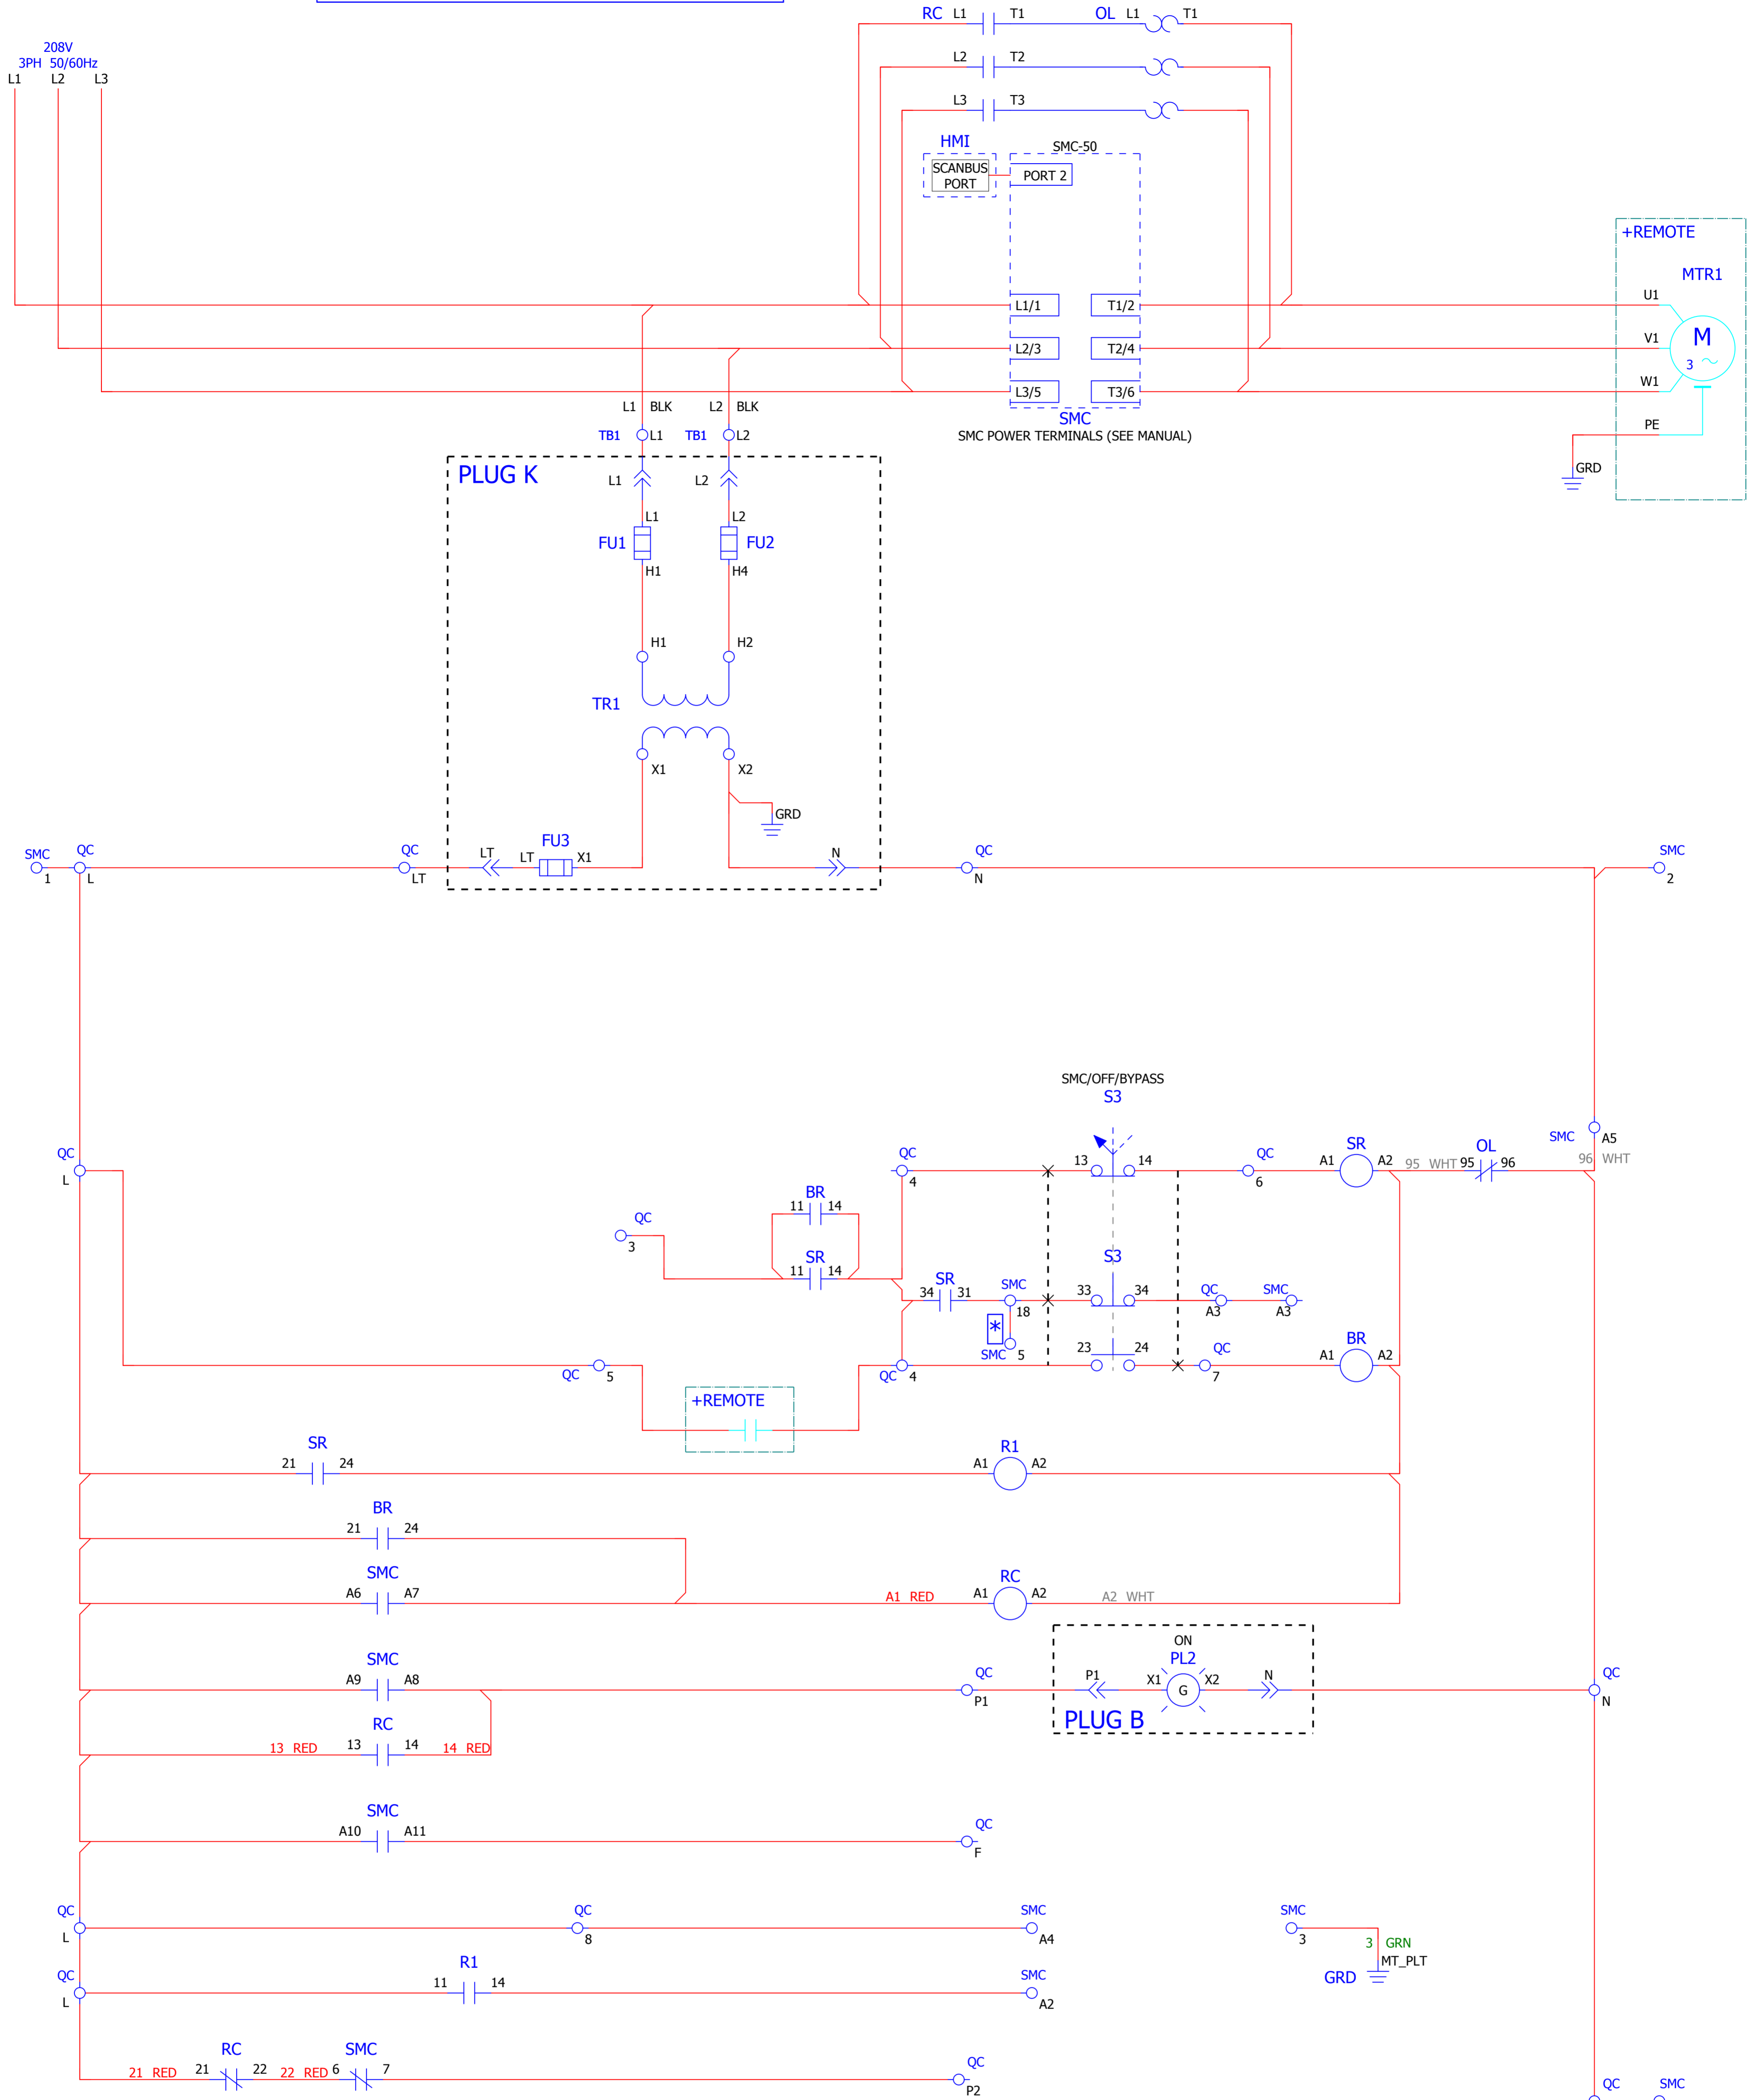 RC L1 T1 OL L1 T1
208V
3PH 50/60Hz
L1 L2 L3
L2 T2
L3 T3
HMI
SMC-50
SCANBUS
PORT
PORT 2
+REMOTE
MTR1
L1/1 T1/2 U1
L2/3 T2/4 V1
M
3
L3/5 T3/6 W1
L1 BLK L2 BLK
SMC
SMC POWER TERMINALS (SEE MANUAL)
PE
TB1 L1 TB1 L2
GRD
PLUG K
L1 L2
L1 L2
FU1 FU2
H1 H4
H1 H2
TR1
X1 X2
GRD
SMC QC QC FU3 QC SMC
LT LT X1 N
1 L LT N 2
SMC/OFF/BYPASS
S3
SMC A5
QC QC 13 14 QC SR OL
A1 A2 95 WHT 95 96 96 WHT
L 4 6
BR
11 14
QC
3
SR
11 14
S3
SR SMC
34 31 33 34 QC SMC
18 A3 A3
*
SMC 5
23 24 QC BR
A1 A2
QC 5 QC 4 7
+REMOTE
SR R1
21 24 A1 A2
BR
21 24
SMC RC
A6 A7 A1 RED A1 A2 A2 WHT
ON
SMC QC PL2 QC
A9 A8 P1 X1 X2 N
G
P1 N
PLUG B
RC
13 RED 13 14 14 RED
SMC QC
A10 A11
F
QC QC SMC SMC
L 8 A4 3
3 GRN
MT_PLT
GRD
QC R1 SMC
11 14
L A2
RC SMC QC
21 RED 21 22 22 RED 6 7
P2
QC SMC